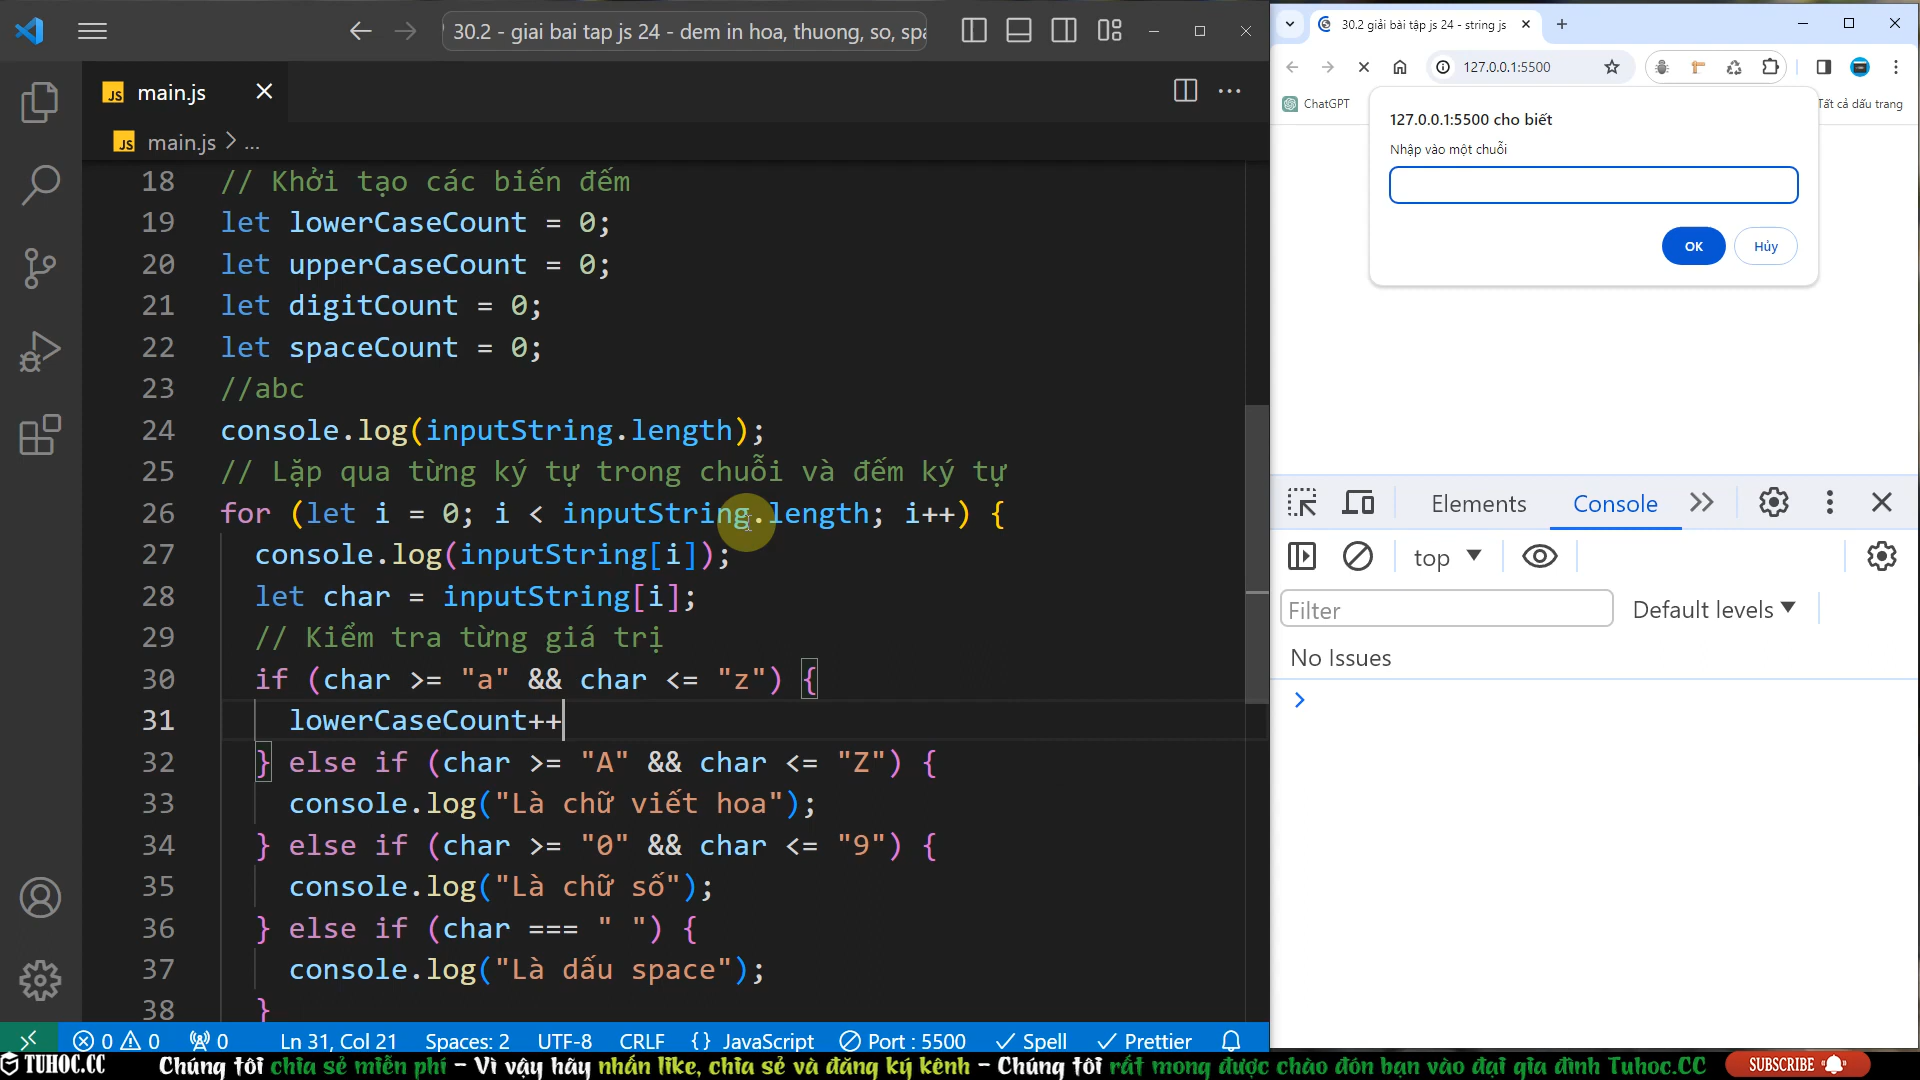 30.2 - giai bai tap js 24 - dem in hoa, thuong, so, spa
main.js
main.js > ...
18 // Khởi tạo các biến đếm
19 let lowerCaseCount = 0;
20 let upperCaseCount = 0;
21 let digitCount = 0;
22 let spaceCount = 0;
23 //abc
24 console.log(inputString.length);
25 // Lặp qua từng ký tự trong chuỗi và đếm ký tự
26 for (let i = 0; i < inputString.length; i++) {
27 console.log(inputString[i]);
28 let char = inputString[i];
29 // Kiểm tra từng giá trị
30 if (char >= "a" && char <= "z") {
31 lowerCaseCount++
32 } else if (char >= "A" && char <= "Z") {
33 console.log("Là chữ viết hoa");
34 } else if (char >= "0" && char <= "9") {
35 console.log("Là chữ số");
36 } else if (char === " ") {
37 console.log("Là dấu space");
38 }
0 0 0 Ln 31, Col 21 Spaces: 2 UTF-8 CRLF {} JavaScript Port : 5500 Spell Prettier
30.2 giải bài tập js 24 - string js
127.0.0.1:5500
ChatGPT
Tất cả dấu trang
127.0.0.1:5500 cho biết
Nhập vào một chuỗi
OK Hủy
Elements Console
top
Filter Default levels
No Issues
TUHOC.CC Chúng tôi chia sẻ miễn phí - Vì vậy hãy nhấn like, chia sẻ và đăng ký kênh - Chúng tôi rất mong được chào đón bạn vào đại gia đình Tuhoc.CC SUBSCRIBE